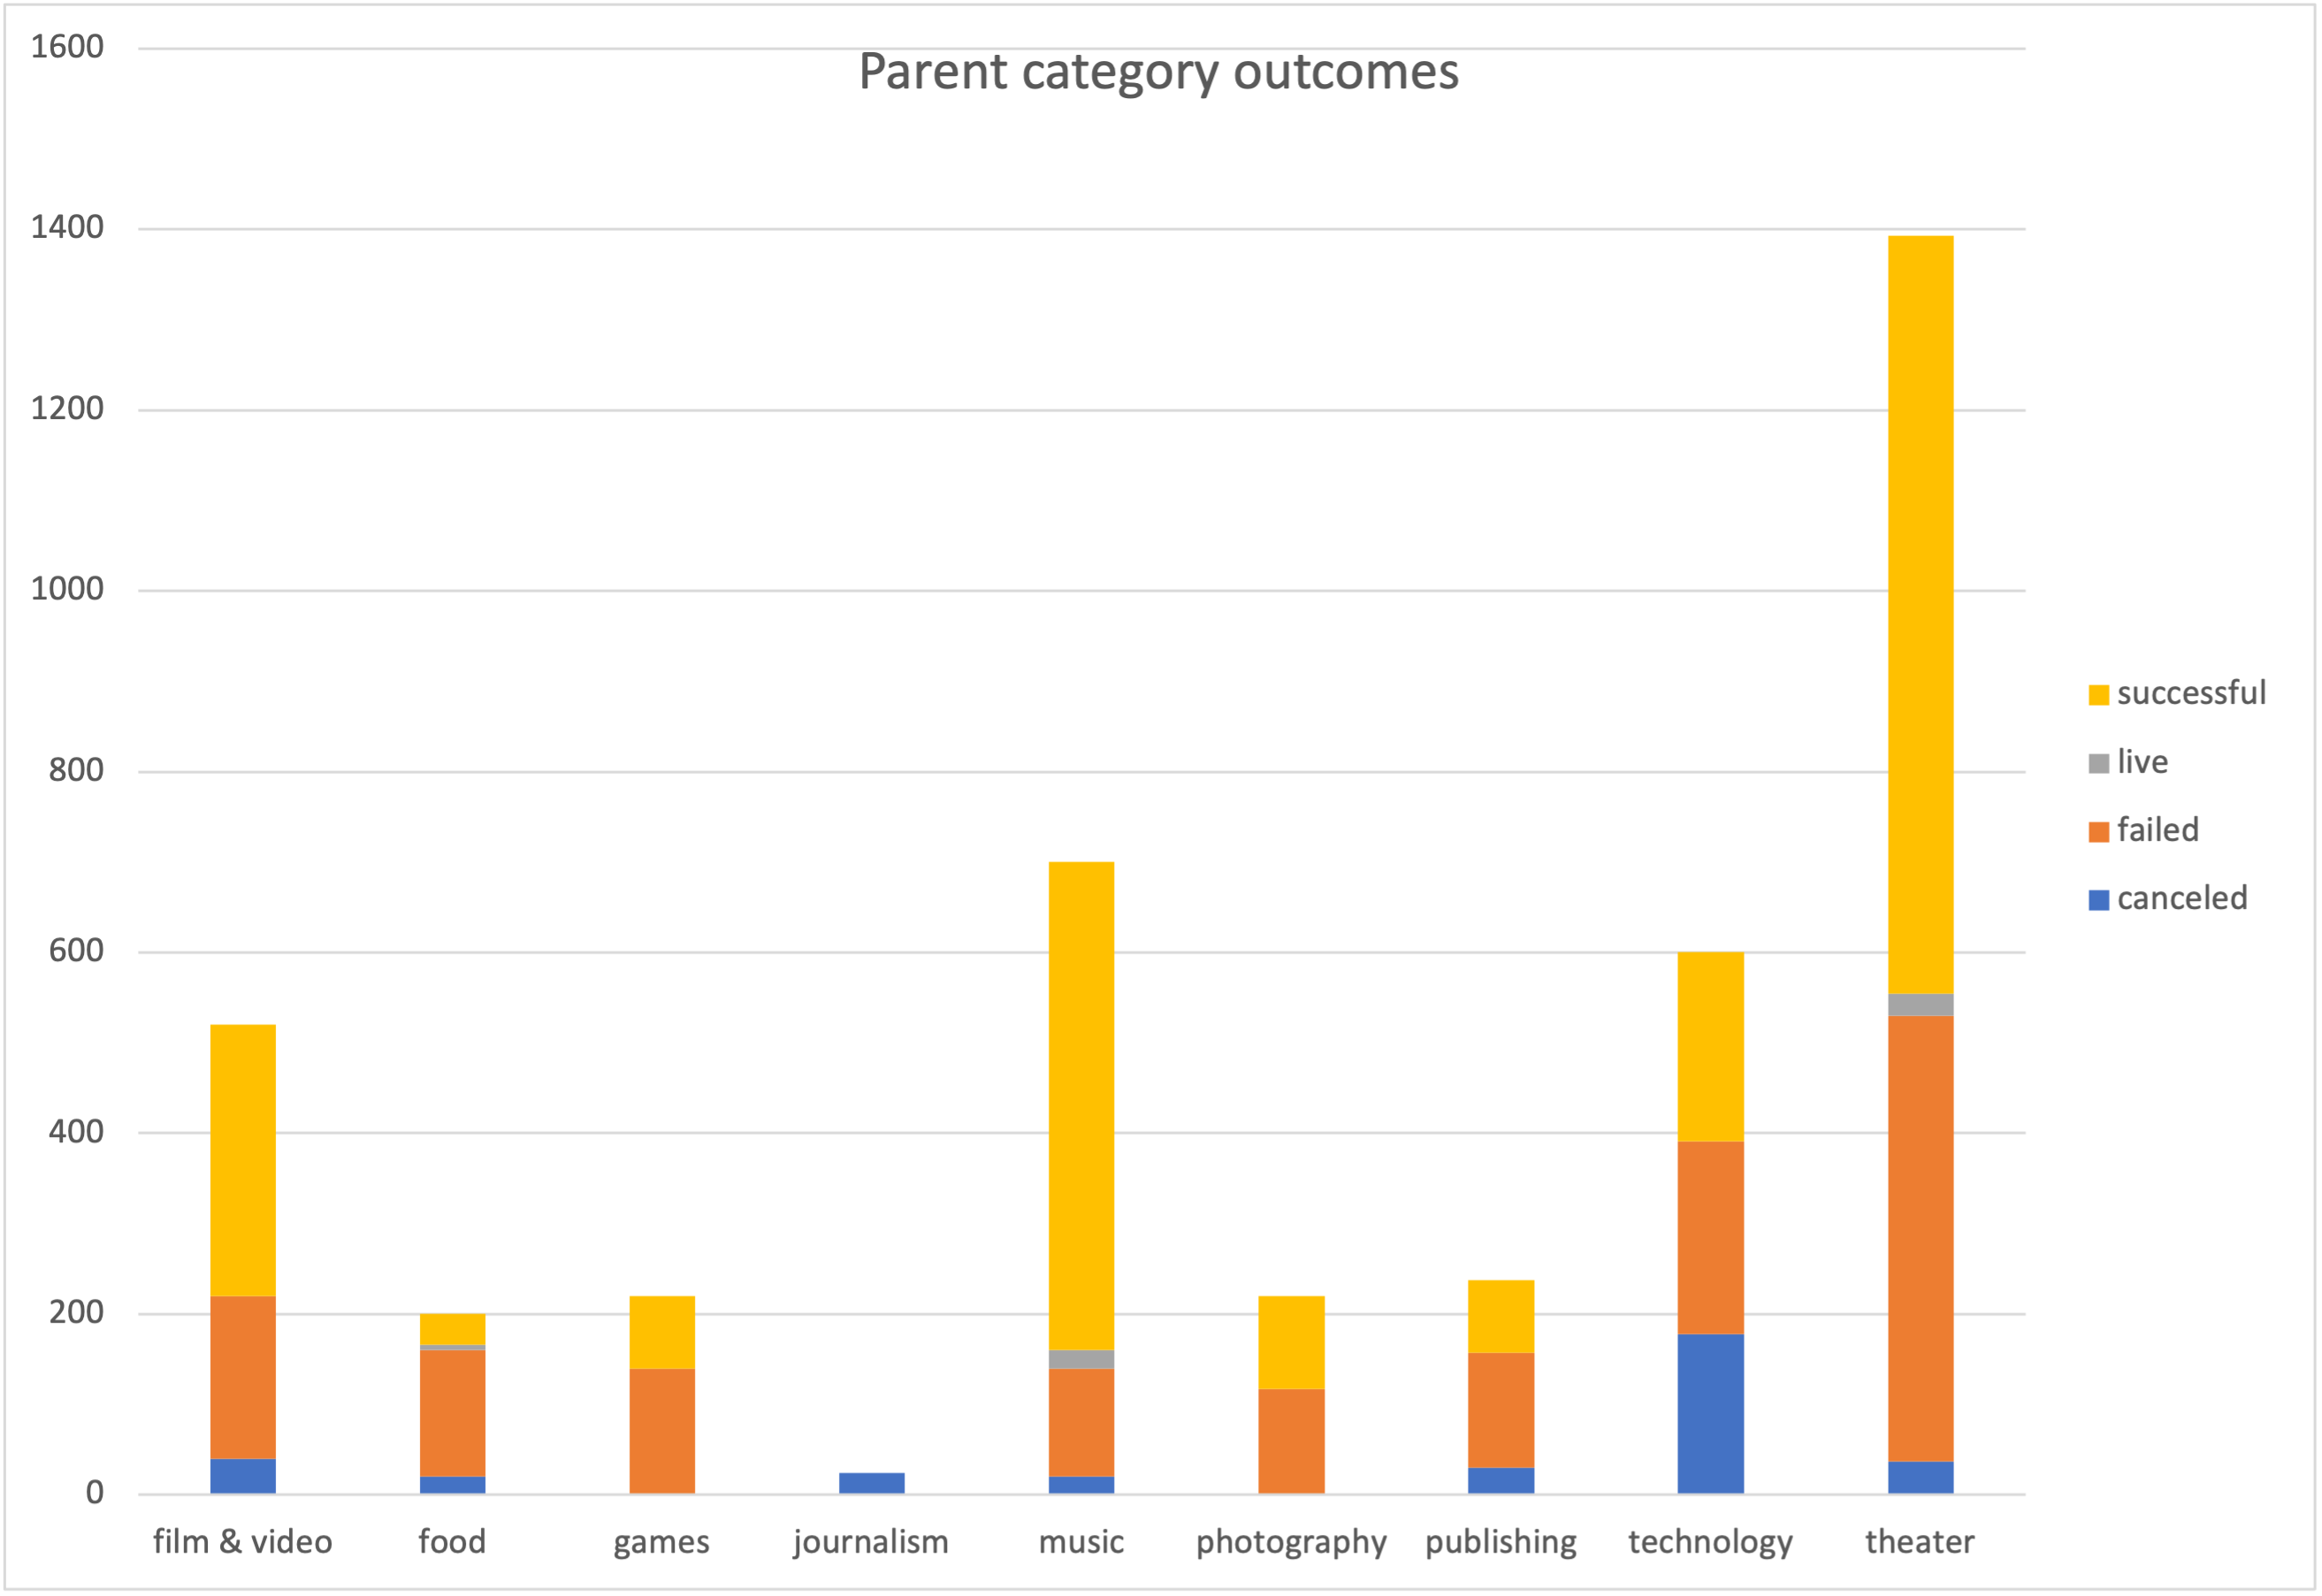 Parent category outcomes
1600
1400
1200
1000
800
600
400
200
0
film & video food games journalism music photography publishing technology theater
successful
live
failed
canceled